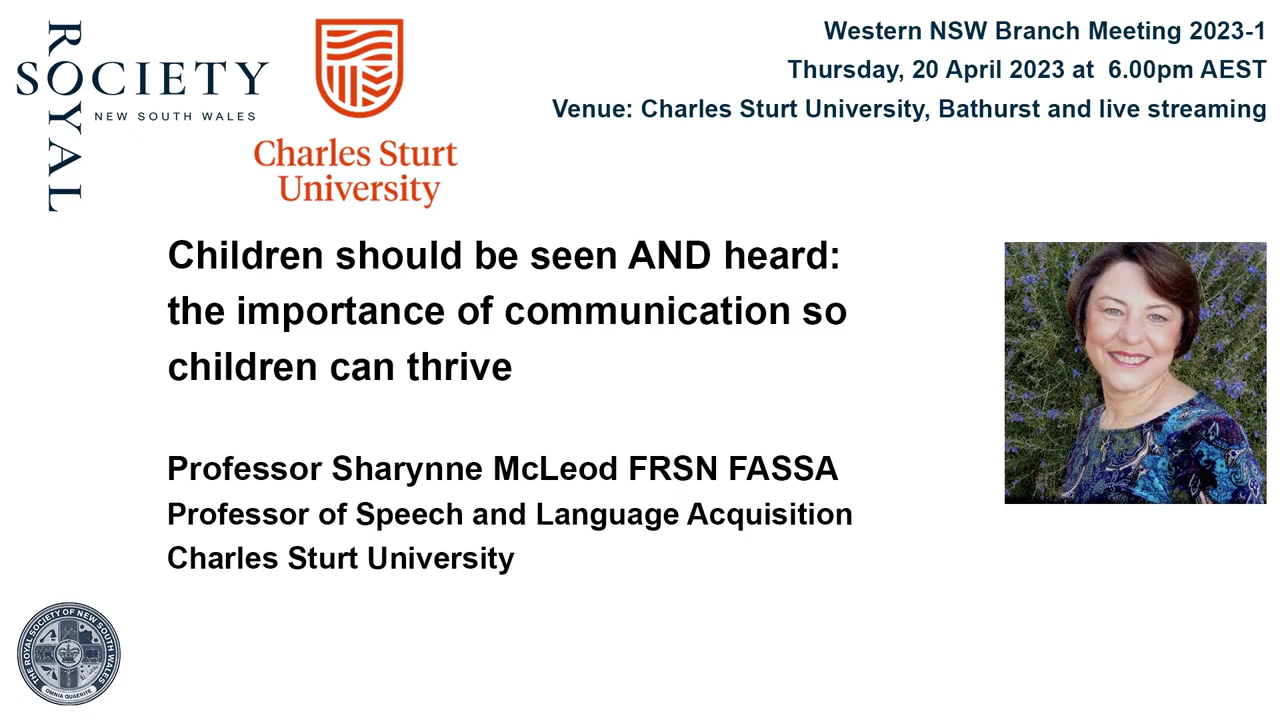 ROYAL
SOCIETY
NEW SOUTH WALES
Charles Sturt
University
Western NSW Branch Meeting 2023-1
Thursday, 20 April 2023 at 6.00pm AEST
Venue: Charles Sturt University, Bathurst and live streaming
Children should be seen AND heard:
the importance of communication so
children can thrive
Professor Sharynne McLeod FRSN FASSA
Professor of Speech and Language Acquisition
Charles Sturt University
THE ROYAL SOCIETY OF NEW SOUTH WALES
OMNIA QUAERITE